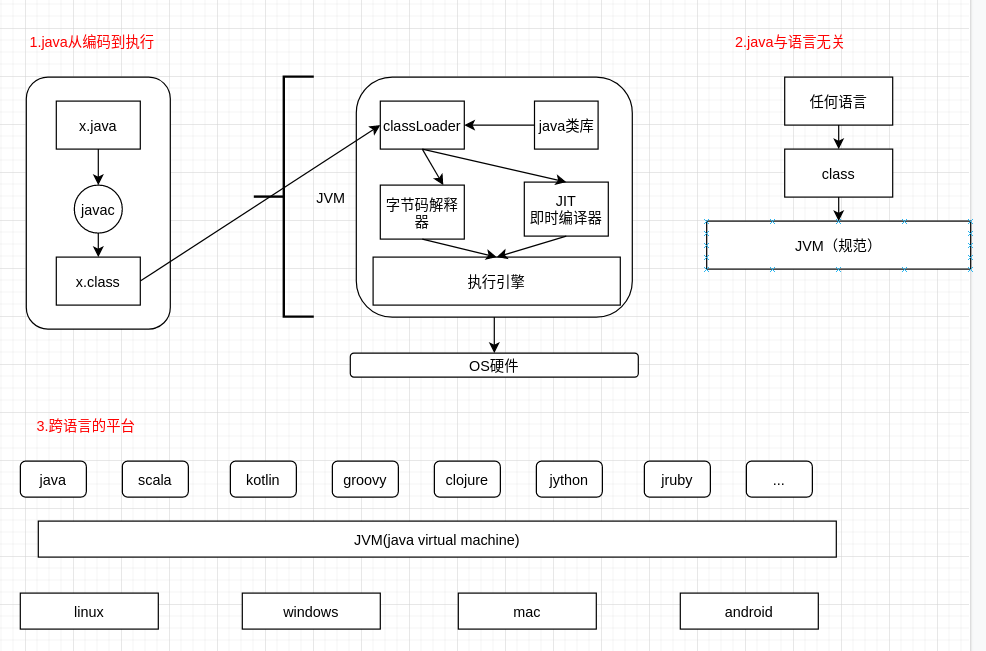 1.java从编码到执行
2.java与语言无关
x.java
javac
x.class
JVM
classLoader
java类库
字节码解释
器
JIT
即时编译器
执行引擎
OS硬件
任何语言
class
JVM（规范）
3.跨语言的平台
java
scala
kotlin
groovy
clojure
jython
jruby
...
JVM(java virtual machine)
linux
windows
mac
android